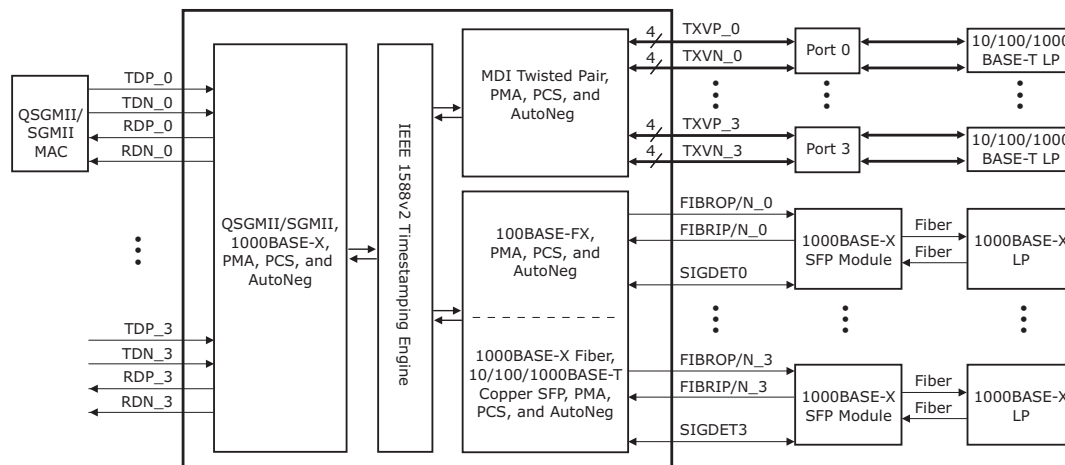 QSGMII/
SGMII
MAC
TDP_0
TDN_0
RDP_0
RDN_0
TDP_3
TDN_3
RDP_3
RDN_3
QSGMII/SGMII,
1000BASE-X,
PMA, PCS, and
AutoNeg
IEEE 1588v2 Timestamping Engine
MDI Twisted Pair,
PMA, PCS, and
AutoNeg
100BASE-FX,
PMA, PCS, and
AutoNeg
1000BASE-X Fiber,
10/100/1000BASE-T
Copper SFP, PMA,
PCS, and AutoNeg
4
TXVP_0
4
TXVN_0
4
TXVP_3
4
TXVN_3
Port 0
Port 3
10/100/1000
BASE-T LP
10/100/1000
BASE-T LP
FIBROP/N_0
FIBRIP/N_0
SIGDET0
1000BASE-X
SFP Module
Fiber
Fiber
1000BASE-X
LP
FIBROP/N_3
FIBRIP/N_3
SIGDET3
1000BASE-X
SFP Module
Fiber
Fiber
1000BASE-X
LP